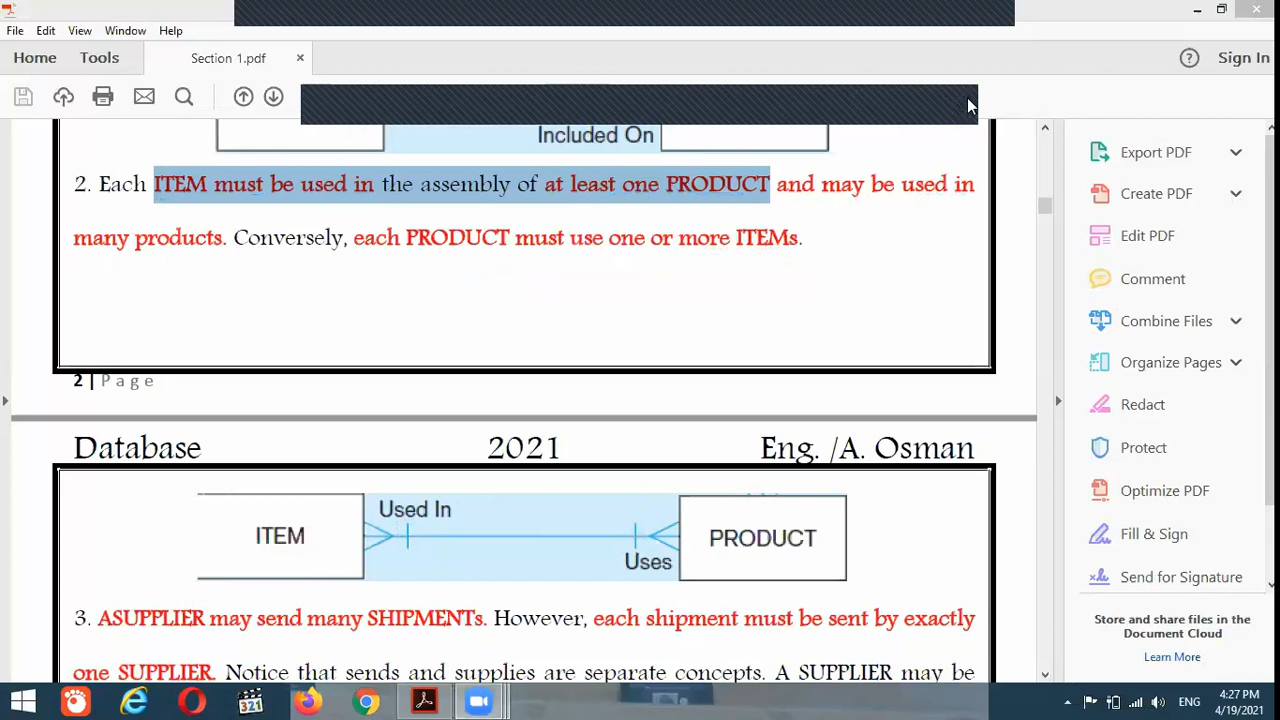 File Edit View Window Help
Home Tools Section 1.pdf × Sign In
Included On
2. Each ITEM must be used in the assembly of at least one PRODUCT and may be used in
many products. Conversely, each PRODUCT must use one or more ITEMs.
2 | Page
Database 2021 Eng. /A. Osman
Used In
ITEM
PRODUCT
Uses
3. ASUPPLIER may send many SHIPMENTs. However, each shipment must be sent by exactly
one SUPPLIER. Notice that sends and supplies are separate concepts. A SUPPLIER may be
Export PDF
Create PDF
Edit PDF
Comment
Combine Files
Organize Pages
Redact
Protect
Optimize PDF
Fill & Sign
Send for Signature
Store and share files in the
Document Cloud
Learn More
321
ENG
4:27 PM
4/19/2021